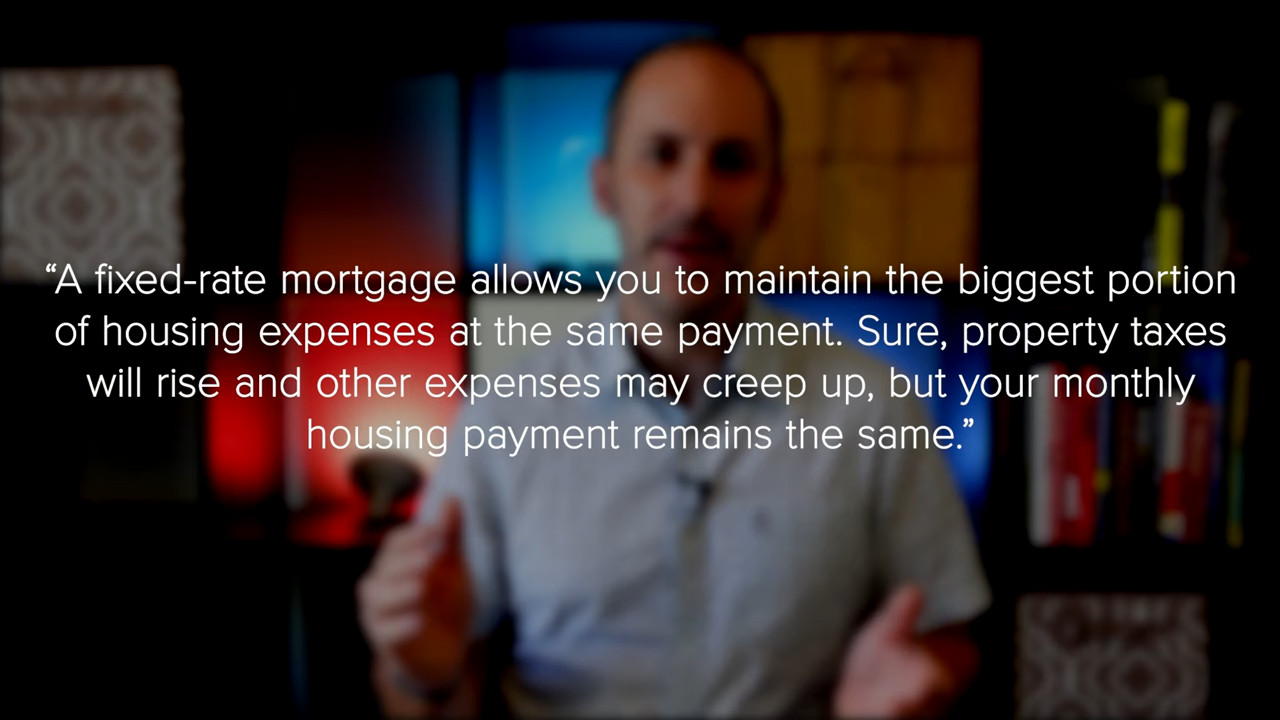 “A fixed-rate mortgage allows you to maintain the biggest portion
of housing expenses at the same payment. Sure, property taxes
will rise and other expenses may creep up, but your monthly
housing payment remains the same.”